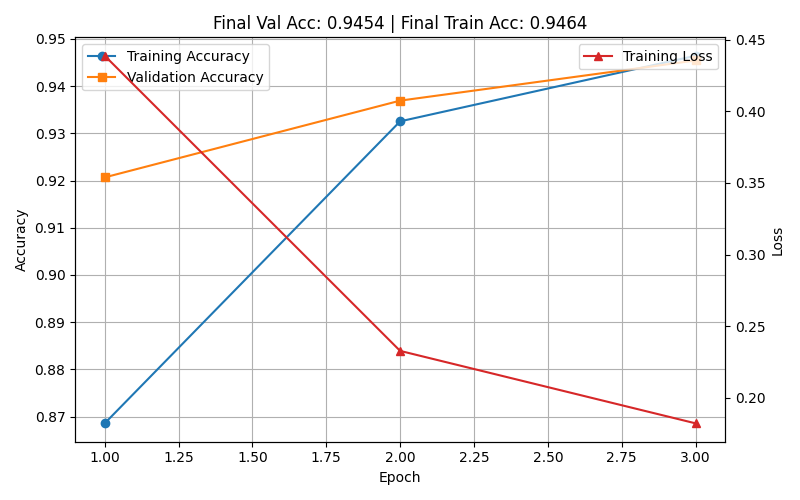 Final Val Acc: 0.9454 | Final Train Acc: 0.9464
Training Accuracy
Validation Accuracy
Training Loss
0.95
0.94
0.93
0.92
0.91
0.90
0.89
0.88
0.87
Accuracy
0.45
0.40
0.35
0.30
0.25
0.20
Loss
1.00 1.25 1.50 1.75 2.00 2.25 2.50 2.75 3.00
Epoch